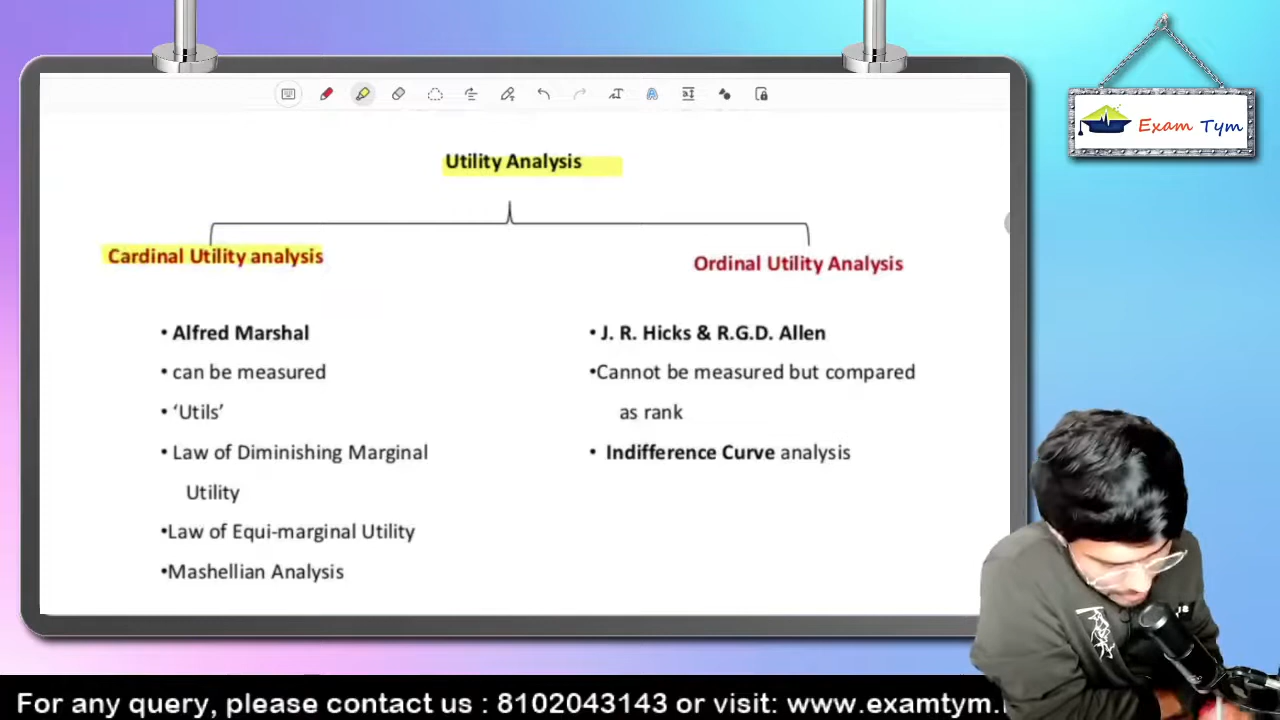 Exam Tym
Utility Analysis
Cardinal Utility analysis
Ordinal Utility Analysis
• Alfred Marshal
• can be measured
• ‘Utils’
• Law of Diminishing Marginal
Utility
•Law of Equi-marginal Utility
•Mashellian Analysis
• J. R. Hicks & R.G.D. Allen
•Cannot be measured but compared
as rank
• Indifference Curve analysis
For any query, please contact us : 8102043143 or visit: www.examtym.